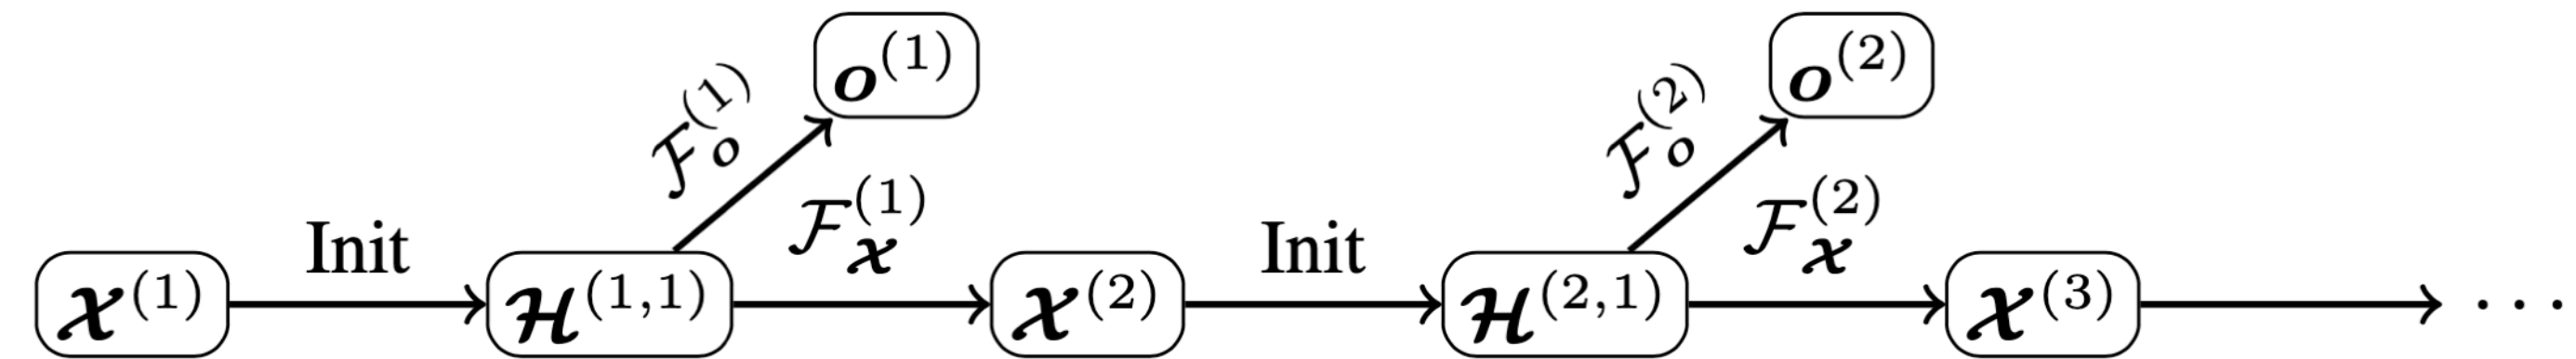 𝒐^(1) 𝒐^(2)
ℱ_𝒐^(1) ℱ_𝒐^(2)
ℱ_𝓧^(1) ℱ_𝓧^(2)
Init Init
𝓧^(1) 𝓗^(1,1) 𝓧^(2) 𝓗^(2,1) 𝓧^(3) · · ·